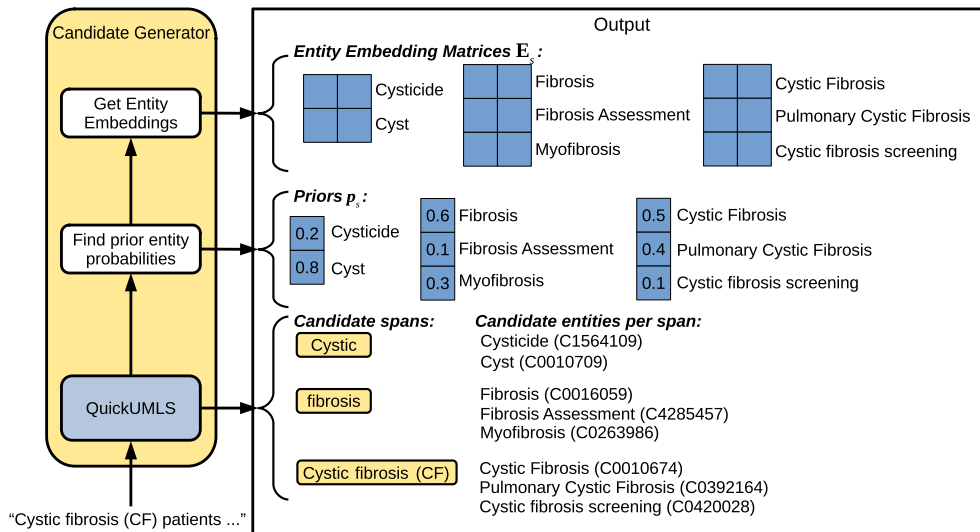 Candidate Generator
Get Entity
Embeddings
Find prior entity
probabilities
QuickUMLS
“Cystic fibrosis (CF) patients ...”
Output
Entity Embedding Matrices E_s :
Cysticide
Cyst
Fibrosis
Fibrosis Assessment
Myofibrosis
Cystic Fibrosis
Pulmonary Cystic Fibrosis
Cystic fibrosis screening
Priors p_s :
0.2 Cysticide
0.8 Cyst
0.6 Fibrosis
0.1 Fibrosis Assessment
0.3 Myofibrosis
0.5 Cystic Fibrosis
0.4 Pulmonary Cystic Fibrosis
0.1 Cystic fibrosis screening
Candidate spans: Candidate entities per span:
Cystic
Cysticide (C1564109)
Cyst (C0010709)
fibrosis
Fibrosis (C0016059)
Fibrosis Assessment (C4285457)
Myofibrosis (C0263986)
Cystic fibrosis (CF)
Cystic Fibrosis (C0010674)
Pulmonary Cystic Fibrosis (C0392164)
Cystic fibrosis screening (C0420028)